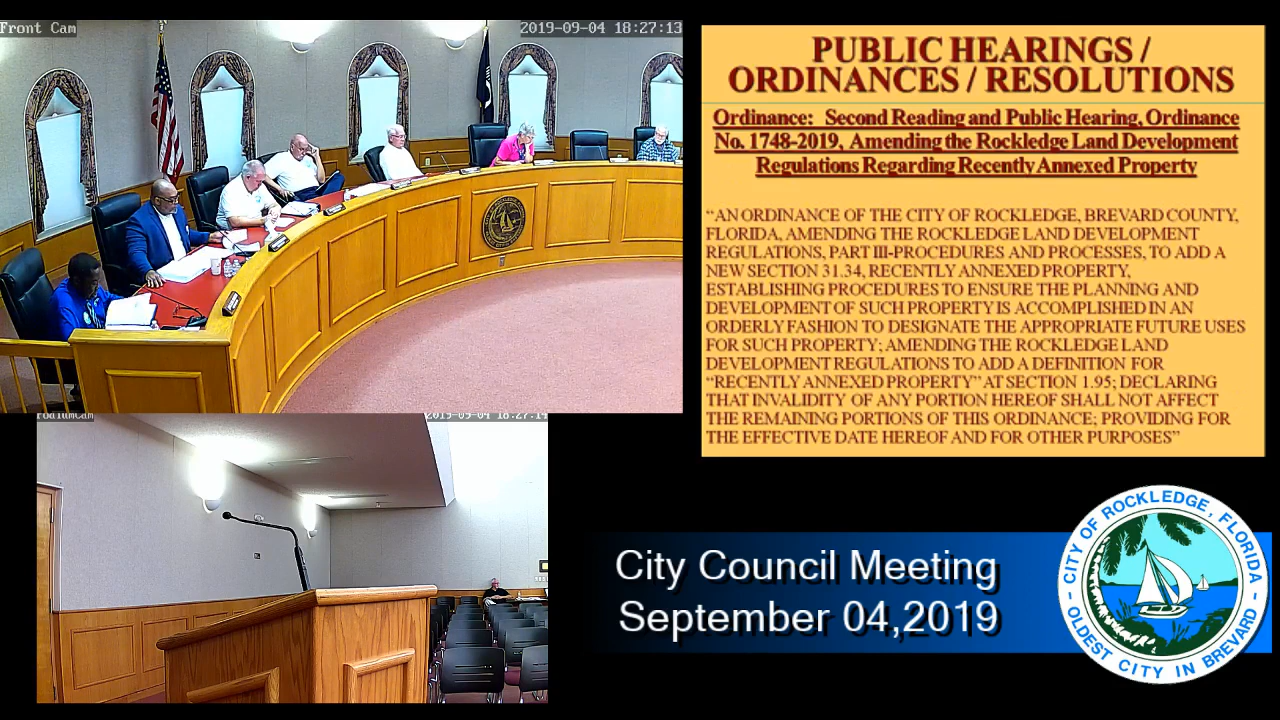 Front Cam
2019-09-04 18:27:13
PUBLIC HEARINGS /
ORDINANCES / RESOLUTIONS
Ordinance: Second Reading and Public Hearing, Ordinance
No. 1748-2019, Amending the Rockledge Land Development
Regulations Regarding Recently Annexed Property
“AN ORDINANCE OF THE CITY OF ROCKLEDGE, BREVARD COUNTY,
FLORIDA, AMENDING THE ROCKLEDGE LAND DEVELOPMENT
REGULATIONS, PART III-PROCEDURES AND PROCESSES, TO ADD A
NEW SECTION 31.34, RECENTLY ANNEXED PROPERTY,
ESTABLISHING PROCEDURES TO ENSURE THE PLANNING AND
DEVELOPMENT OF SUCH PROPERTY IS ACCOMPLISHED IN AN
ORDERLY FASHION TO DESIGNATE THE APPROPRIATE FUTURE USES
FOR SUCH PROPERTY; AMENDING THE ROCKLEDGE LAND
DEVELOPMENT REGULATIONS TO ADD A DEFINITION FOR
“RECENTLY ANNEXED PROPERTY” AT SECTION 1.95; DECLARING
THAT INVALIDITY OF ANY PORTION HEREOF SHALL NOT AFFECT
THE REMAINING PORTIONS OF THIS ORDINANCE; PROVIDING FOR
THE EFFECTIVE DATE HEREOF AND FOR OTHER PURPOSES”
PodiumCam
2019-09-04 18:27:14
City Council Meeting
September 04,2019
CITY OF ROCKLEDGE, FLORIDA
OLDEST CITY IN BREVARD